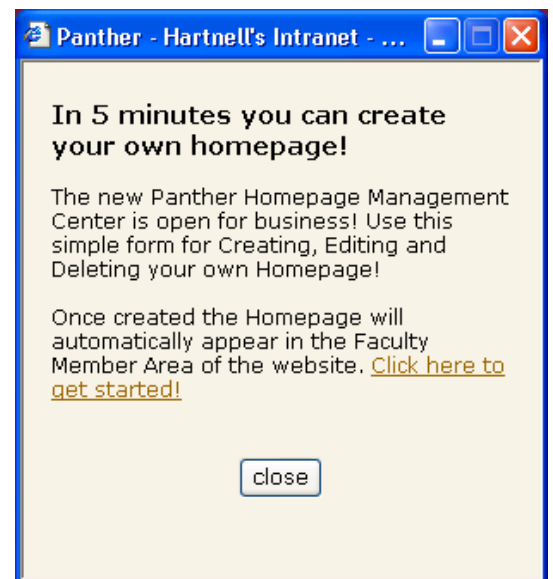 Panther - Hartnell's Intranet - ...
In 5 minutes you can create
your own homepage!
The new Panther Homepage Management
Center is open for business! Use this
simple form for Creating, Editing and
Deleting your own Homepage!
Once created the Homepage will
automatically appear in the Faculty
Member Area of the website. Click here to
get started!
close